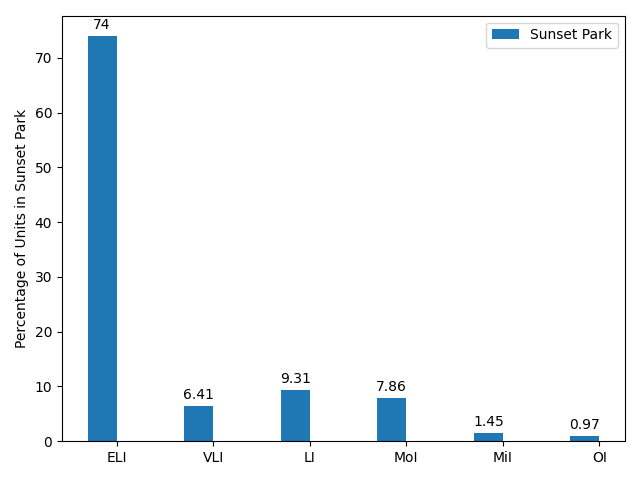 74
Sunset Park
70
60
50
40
30
20
10
0
Percentage of Units in Sunset Park
6.41
9.31
7.86
1.45
0.97
ELI
VLI
LI
MoI
MiI
OI